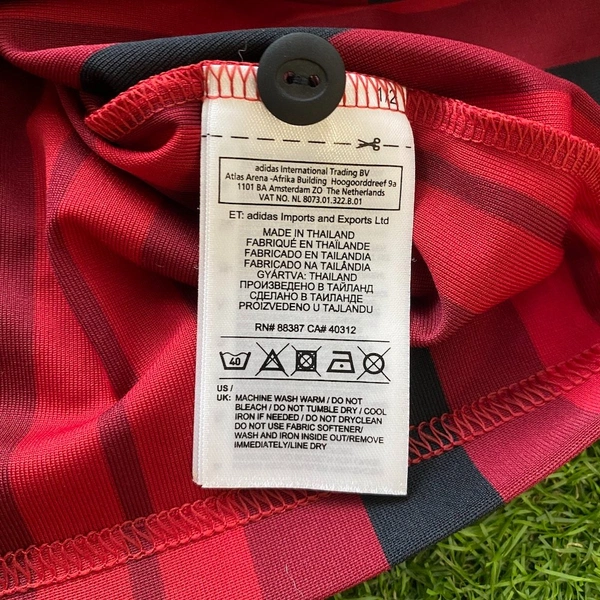 1/2
adidas International Trading BV
Atlas Arena -Afrika Building Hoogoorddreef 9a
1101 BA Amsterdam ZO The Netherlands
VAT NO. NL 8073.01.322.B.01
ET: adidas Imports and Exports Ltd
MADE IN THAILAND
FABRIQUÉ EN THAÏLANDE
FABRICADO EN TAILANDIA
FABRICADO NA TAILÂNDIA
GYÁRTVA: THAILAND
ПРОИЗВЕДЕНО В ТАЙЛАНД
СДЕЛАНО В ТАИЛАНДЕ
PROIZVEDENO U TAJLANDU
RN# 88387 CA# 40312
40
US /
UK: MACHINE WASH WARM / DO NOT
BLEACH / DO NOT TUMBLE DRY / COOL
IRON IF NEEDED / DO NOT DRYCLEAN
DO NOT USE FABRIC SOFTENER/
WASH AND IRON INSIDE OUT/REMOVE
IMMEDIATELY/LINE DRY